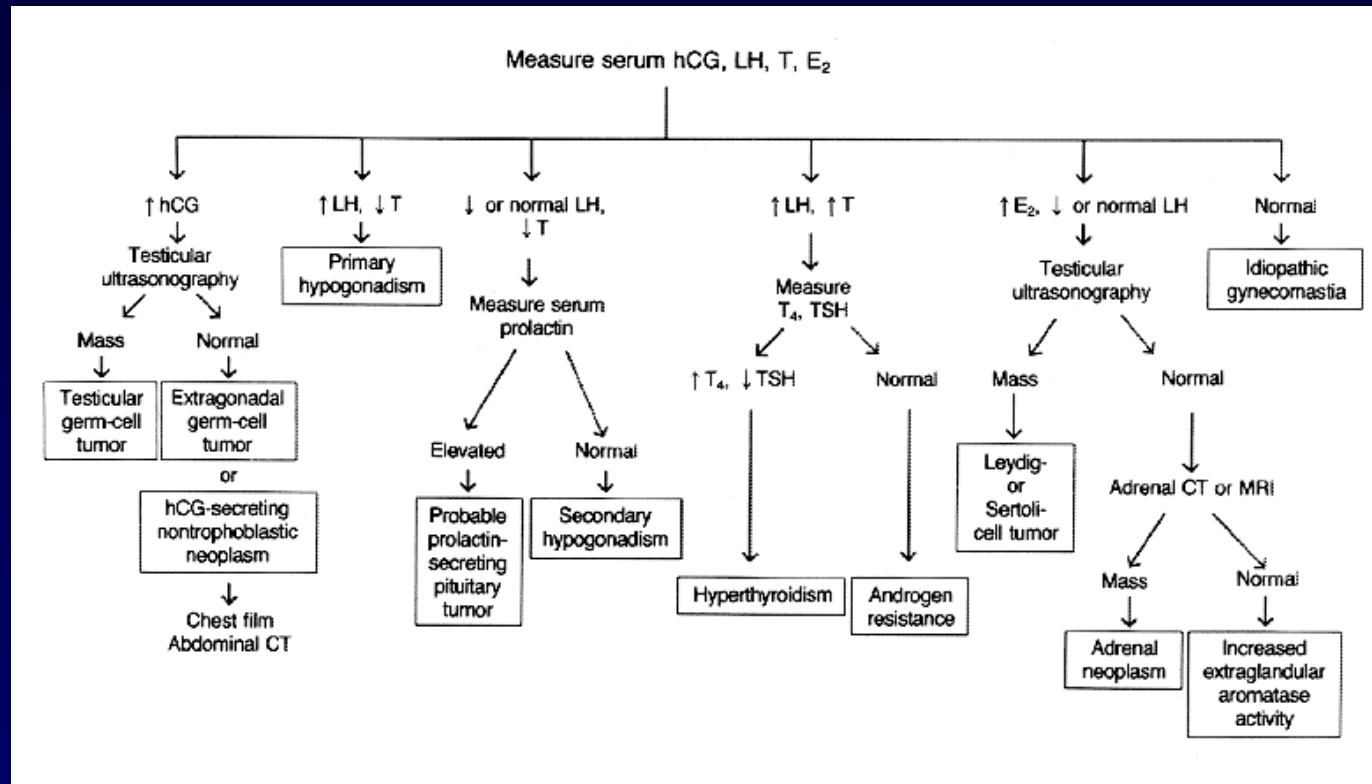 Measure serum hCG, LH, T, E₂
↑ hCG
Testicular
ultrasonography
Mass
Normal
Testicular
germ-cell
tumor
Extragonadal
germ-cell
tumor
or
hCG-secreting
nontrophoblastic
neoplasm
Chest film
Abdominal CT
↑ LH, ↓ T
Primary
hypogonadism
↓ or normal LH,
↓ T
Measure serum
prolactin
Elevated
Normal
Probable
prolactin-
secreting
pituitary
tumor
Secondary
hypogonadism
↑ LH, ↑ T
Measure
T₄, TSH
↑ T₄, ↓ TSH
Normal
Hyperthyroidism
Androgen
resistance
↑ E₂, ↓ or normal LH
Testicular
ultrasonography
Mass
Normal
Leydig-
or
Sertoli-
cell tumor
Adrenal CT or MRI
Mass
Normal
Adrenal
neoplasm
Increased
extraglandular
aromatase
activity
Normal
Idiopathic
gynecomastia